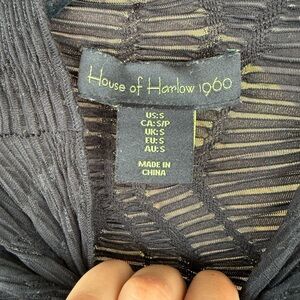 House of Harlow 1960
US:S
CA: S/P
UK:S
EU:S
AU:S
MADE IN
CHINA